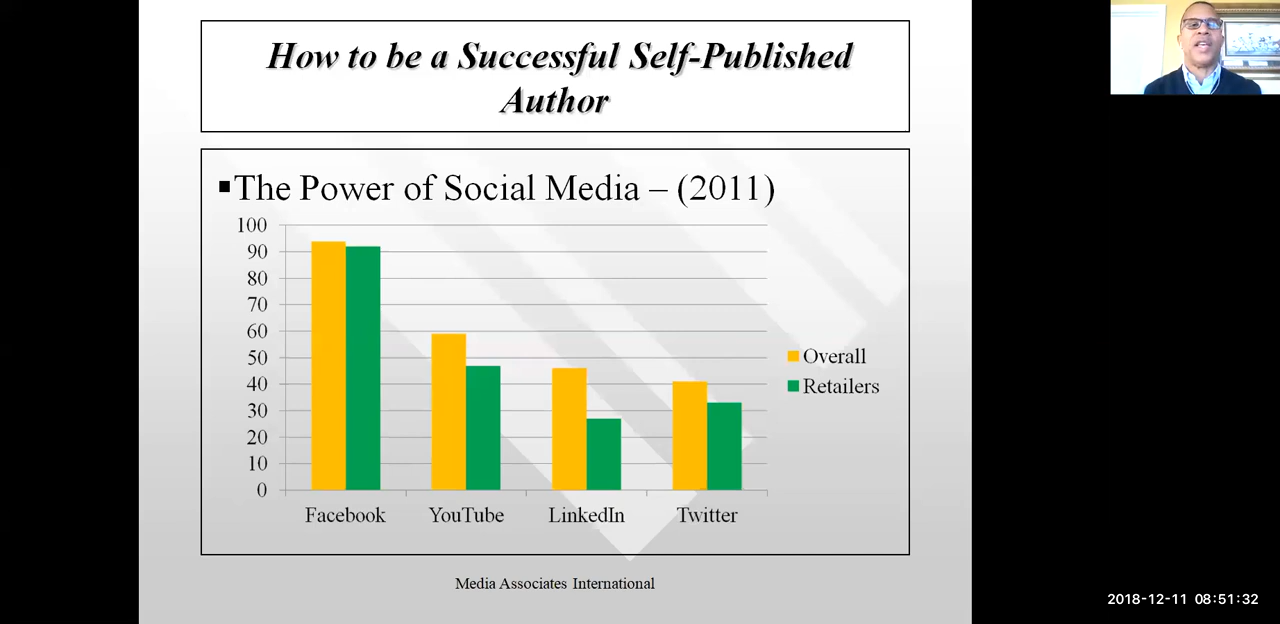 How to be a Successful Self-Published
Author
▪The Power of Social Media – (2011)
100
90
80
70
60
50
40
30
20
10
0
Facebook YouTube LinkedIn Twitter
Overall
Retailers
Media Associates International
2018-12-11 08:51:32